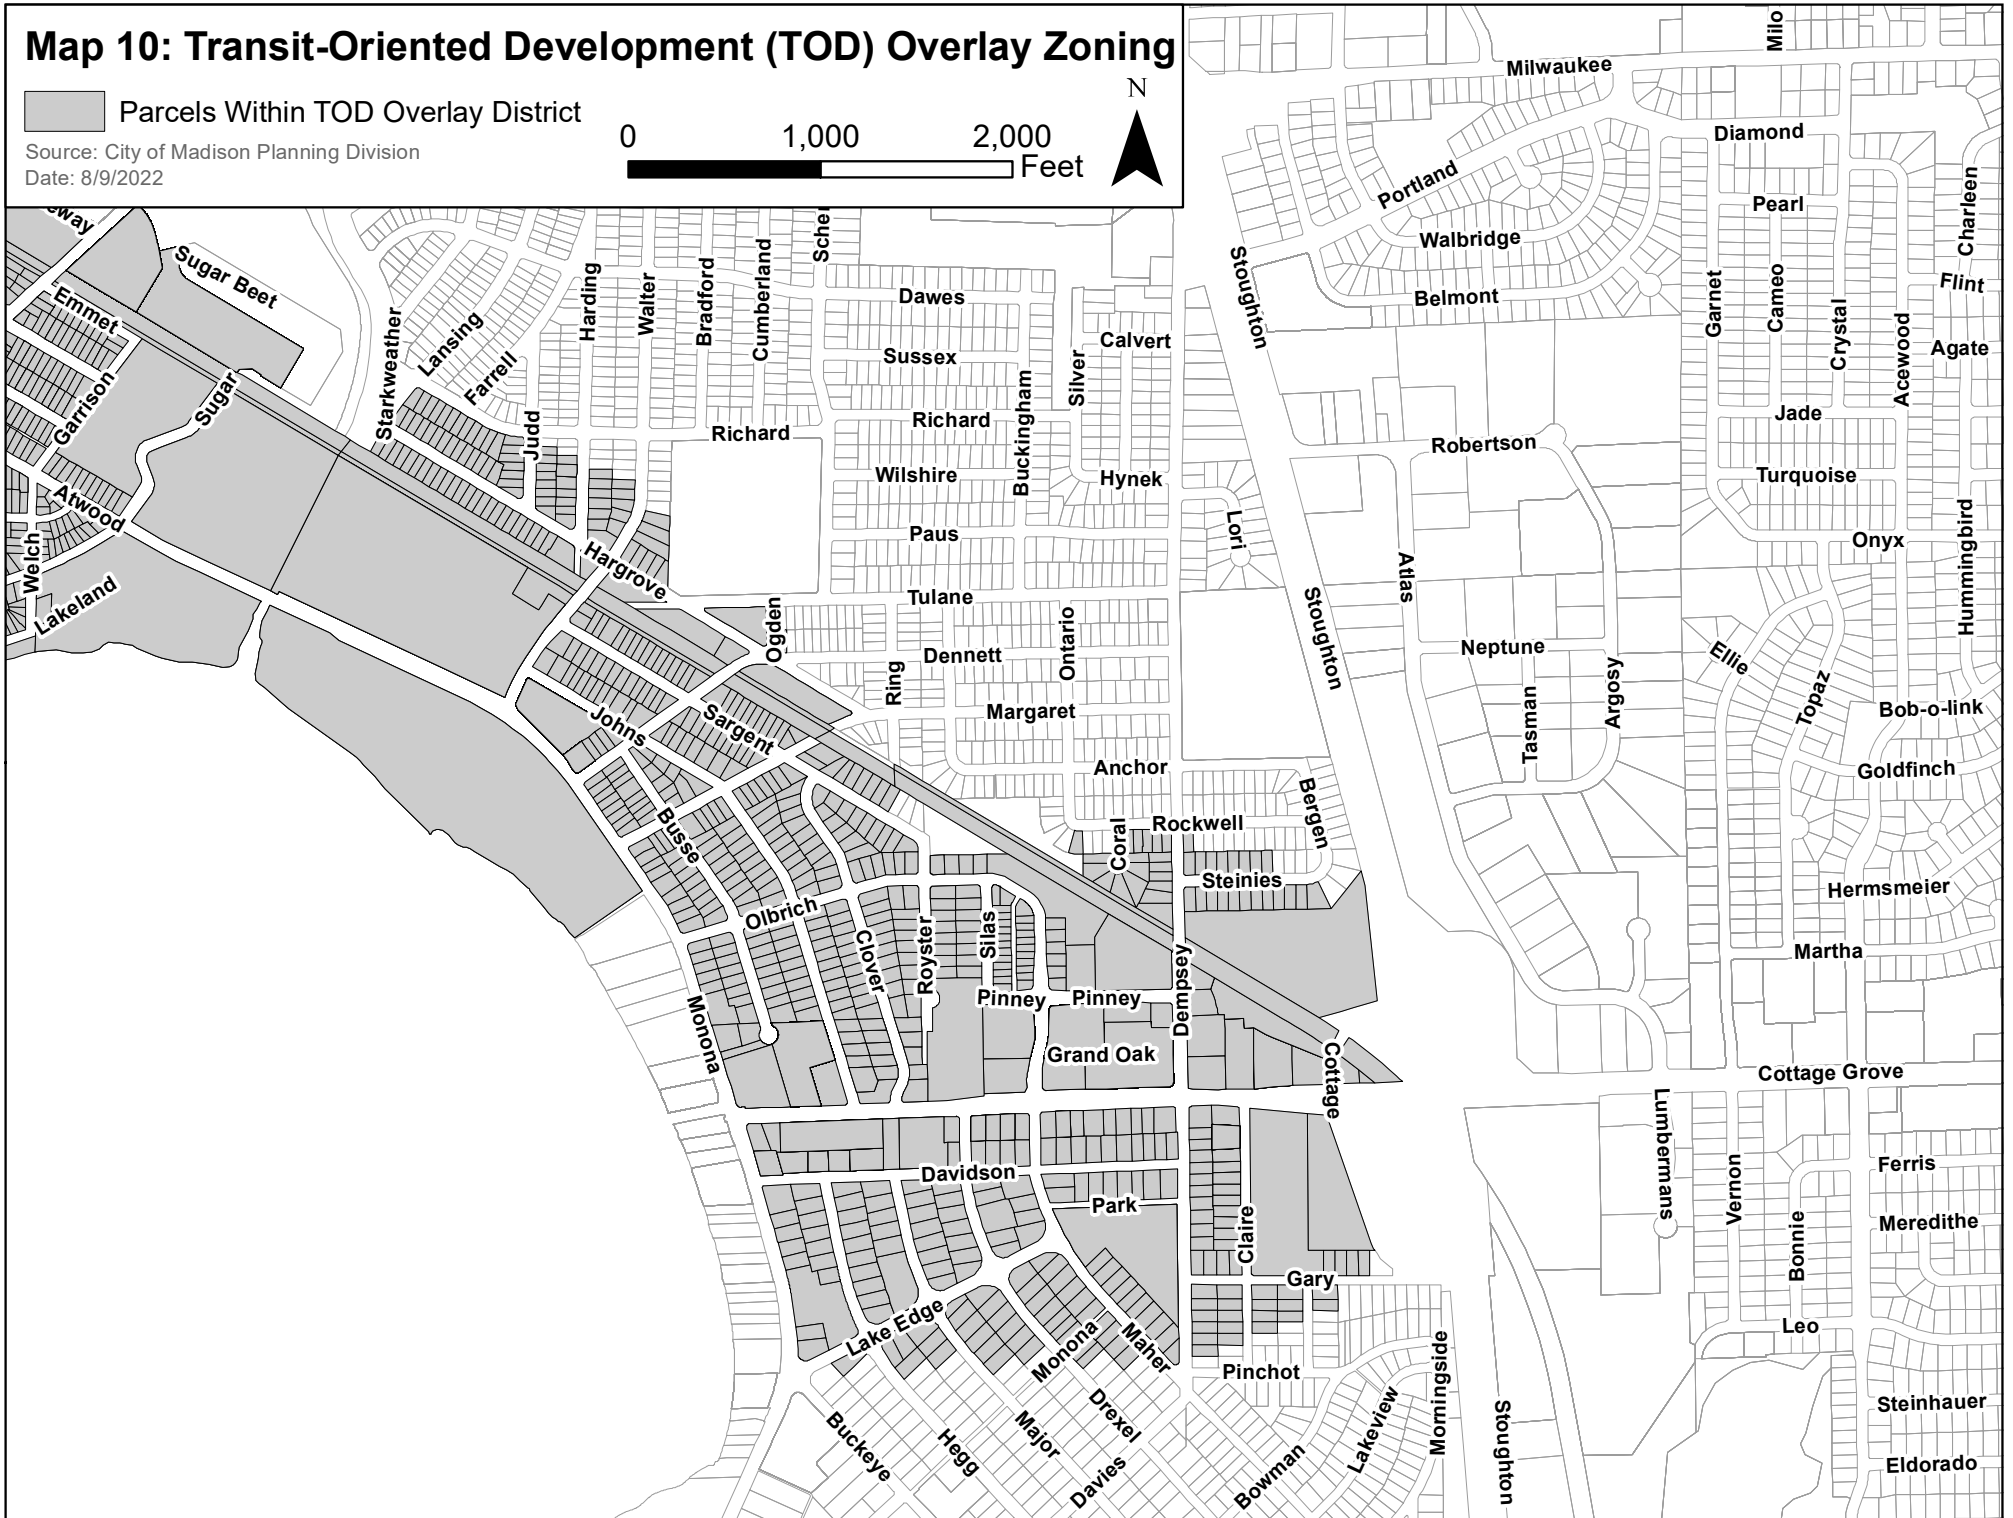 Map 10: Transit-Oriented Development (TOD) Overlay Zoning
Parcels Within TOD Overlay District
Source: City of Madison Planning Division
Date: 8/9/2022
0 1,000 2,000
Feet
N
Milo
Milwaukee
Diamond
Portland
Pearl
Charleen
Walbridge
Stoughton
Belmont
Garnet
Cameo
Crystal
Acewood
Flint
Agate
eway
Sugar Beet
Emmet
Garrison
Sugar
Starkweather
Lansing
Farrell
Judd
Harding
Walter
Bradford
Cumberland
Scher
Dawes
Sussex
Richard
Richard
Buckingham
Silver
Calvert
Wilshire
Hynek
Paus
Lori
Robertson
Jade
Turquoise
Onyx
Hummingbird
Atwood
Welch
Lakeland
Hargrove
Ogden
Tulane
Dennett
Ring
Ontario
Margaret
Stoughton
Atlas
Neptune
Tasman
Argosy
Ellie
Topaz
Bob-o-link
Goldfinch
Johns
Sargent
Anchor
Bergen
Busse
Coral
Rockwell
Steinies
Hermsmeier
Olbrich
Clover
Royster
Silas
Dempsey
Martha
Monona
Pinney
Pinney
Grand Oak
Cottage
Cottage Grove
Lumbermans
Davidson
Park
Claire
Vernon
Bonnie
Ferris
Meredithe
Gary
Lake Edge
Monona
Maher
Leo
Pinchot
Morningside
Drexel
Lakeview
Stoughton
Steinhauer
Buckeye
Hegg
Major
Davies
Bowman
Eldorado